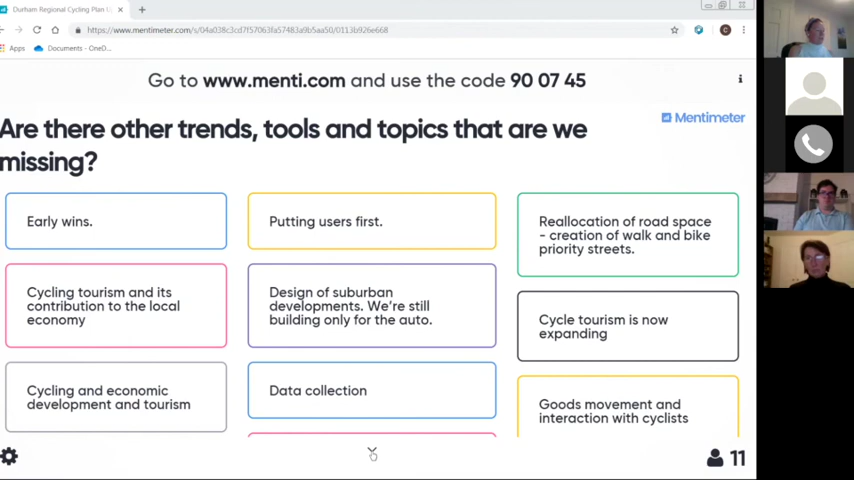 Durham Regional Cycling Plan U
https://www.mentimeter.com/s/04a038c3cd7f57063fa57483a9b5aa50/0113b926e668
C
Apps
Documents - OneD...
Go to www.menti.com and use the code 90 07 45
i
Are there other trends, tools and topics that are we
missing?
Mentimeter
Early wins.
Putting users first.
Reallocation of road space
- creation of walk and bike
priority streets.
Cycling tourism and its
contribution to the local
economy
Design of suburban
developments. We're still
building only for the auto.
Cycle tourism is now
expanding
Cycling and economic
development and tourism
Data collection
Goods movement and
interaction with cyclists
11